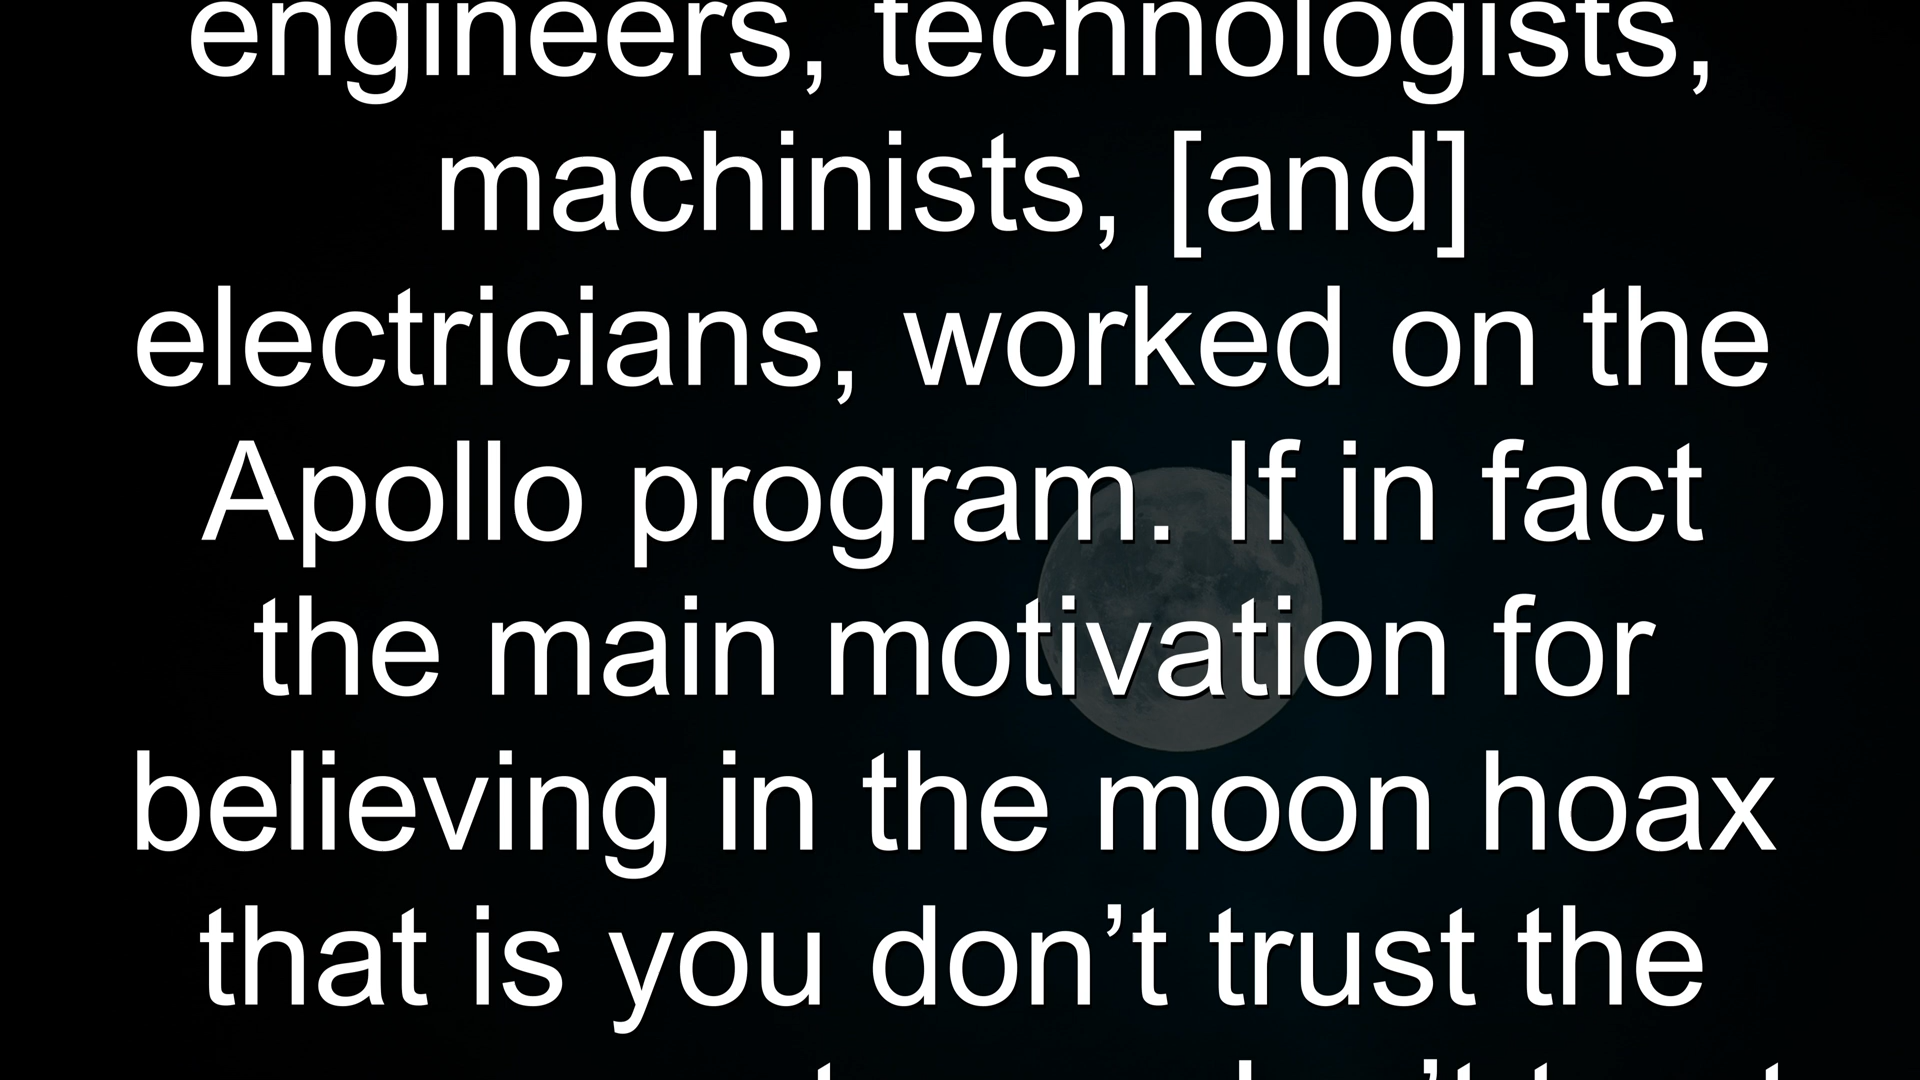 engineers, technologists,
machinists, [and]
electricians, worked on the
Apollo program. If in fact
the main motivation for
believing in the moon hoax
that is you don’t trust the